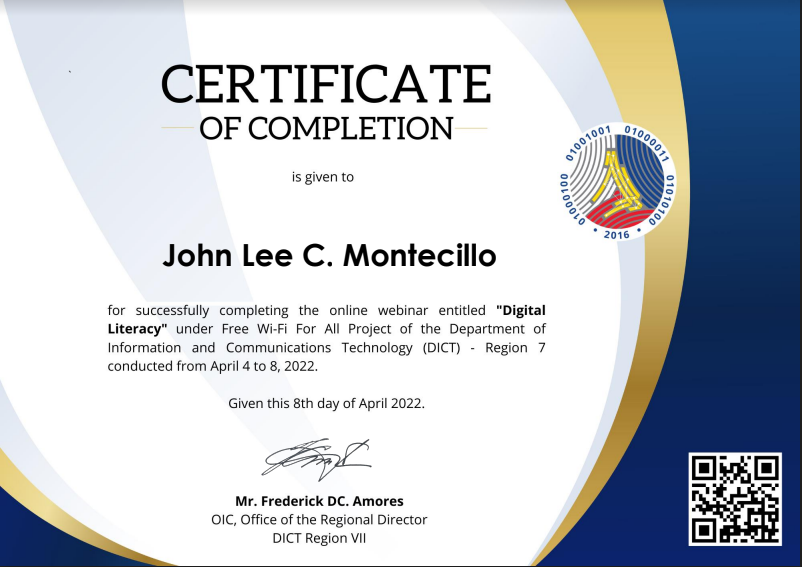 CERTIFICATE
OF COMPLETION
is given to
John Lee C. Montecillo
for successfully completing the online webinar entitled "Digital
Literacy" under Free Wi-Fi For All Project of the Department of
Information and Communications Technology (DICT) - Region 7
conducted from April 4 to 8, 2022.
Given this 8th day of April 2022.
Mr. Frederick DC. Amores
OIC, Office of the Regional Director
DICT Region VII
01000100 01001001 01000011 01010100
• 2016 •